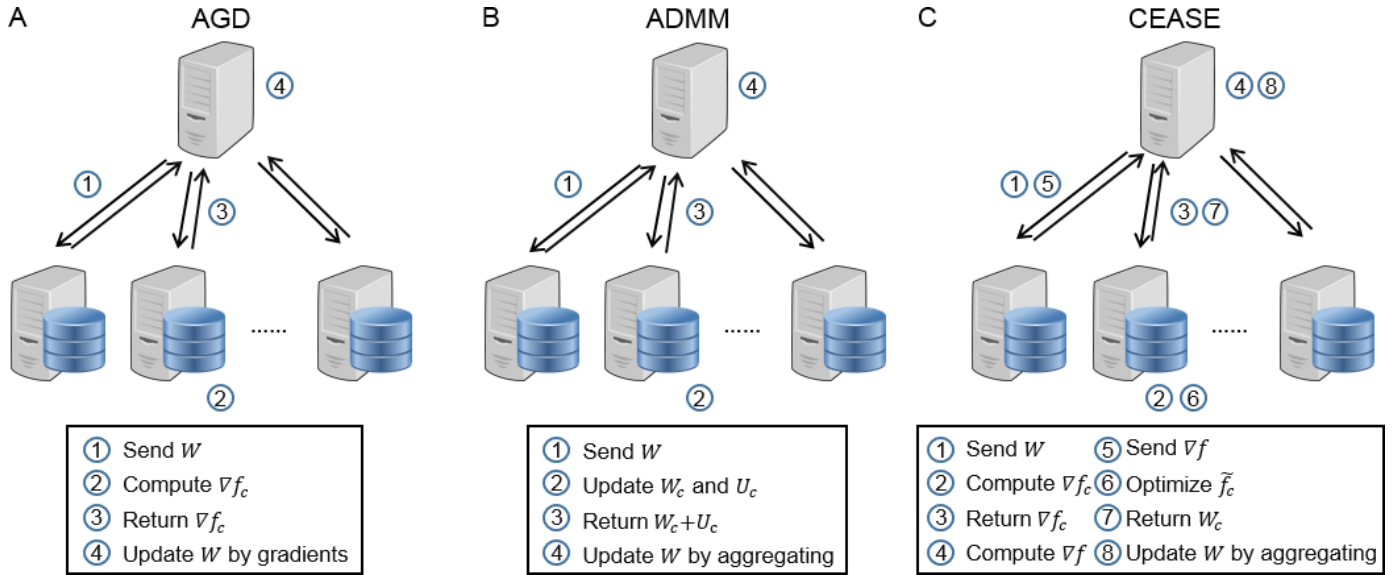 A
AGD
④
①
③
......
②
① Send W
② Compute ∇f_c
③ Return ∇f_c
④ Update W by gradients
B
ADMM
④
①
③
......
②
① Send W
② Update W_c and U_c
③ Return W_c+U_c
④ Update W by aggregating
C
CEASE
④ ⑧
① ⑤
③ ⑦
......
② ⑥
① Send W ⑤ Send ∇f
② Compute ∇f_c ⑥ Optimize f̃_c
③ Return ∇f_c ⑦ Return W_c
④ Compute ∇f ⑧ Update W by aggregating